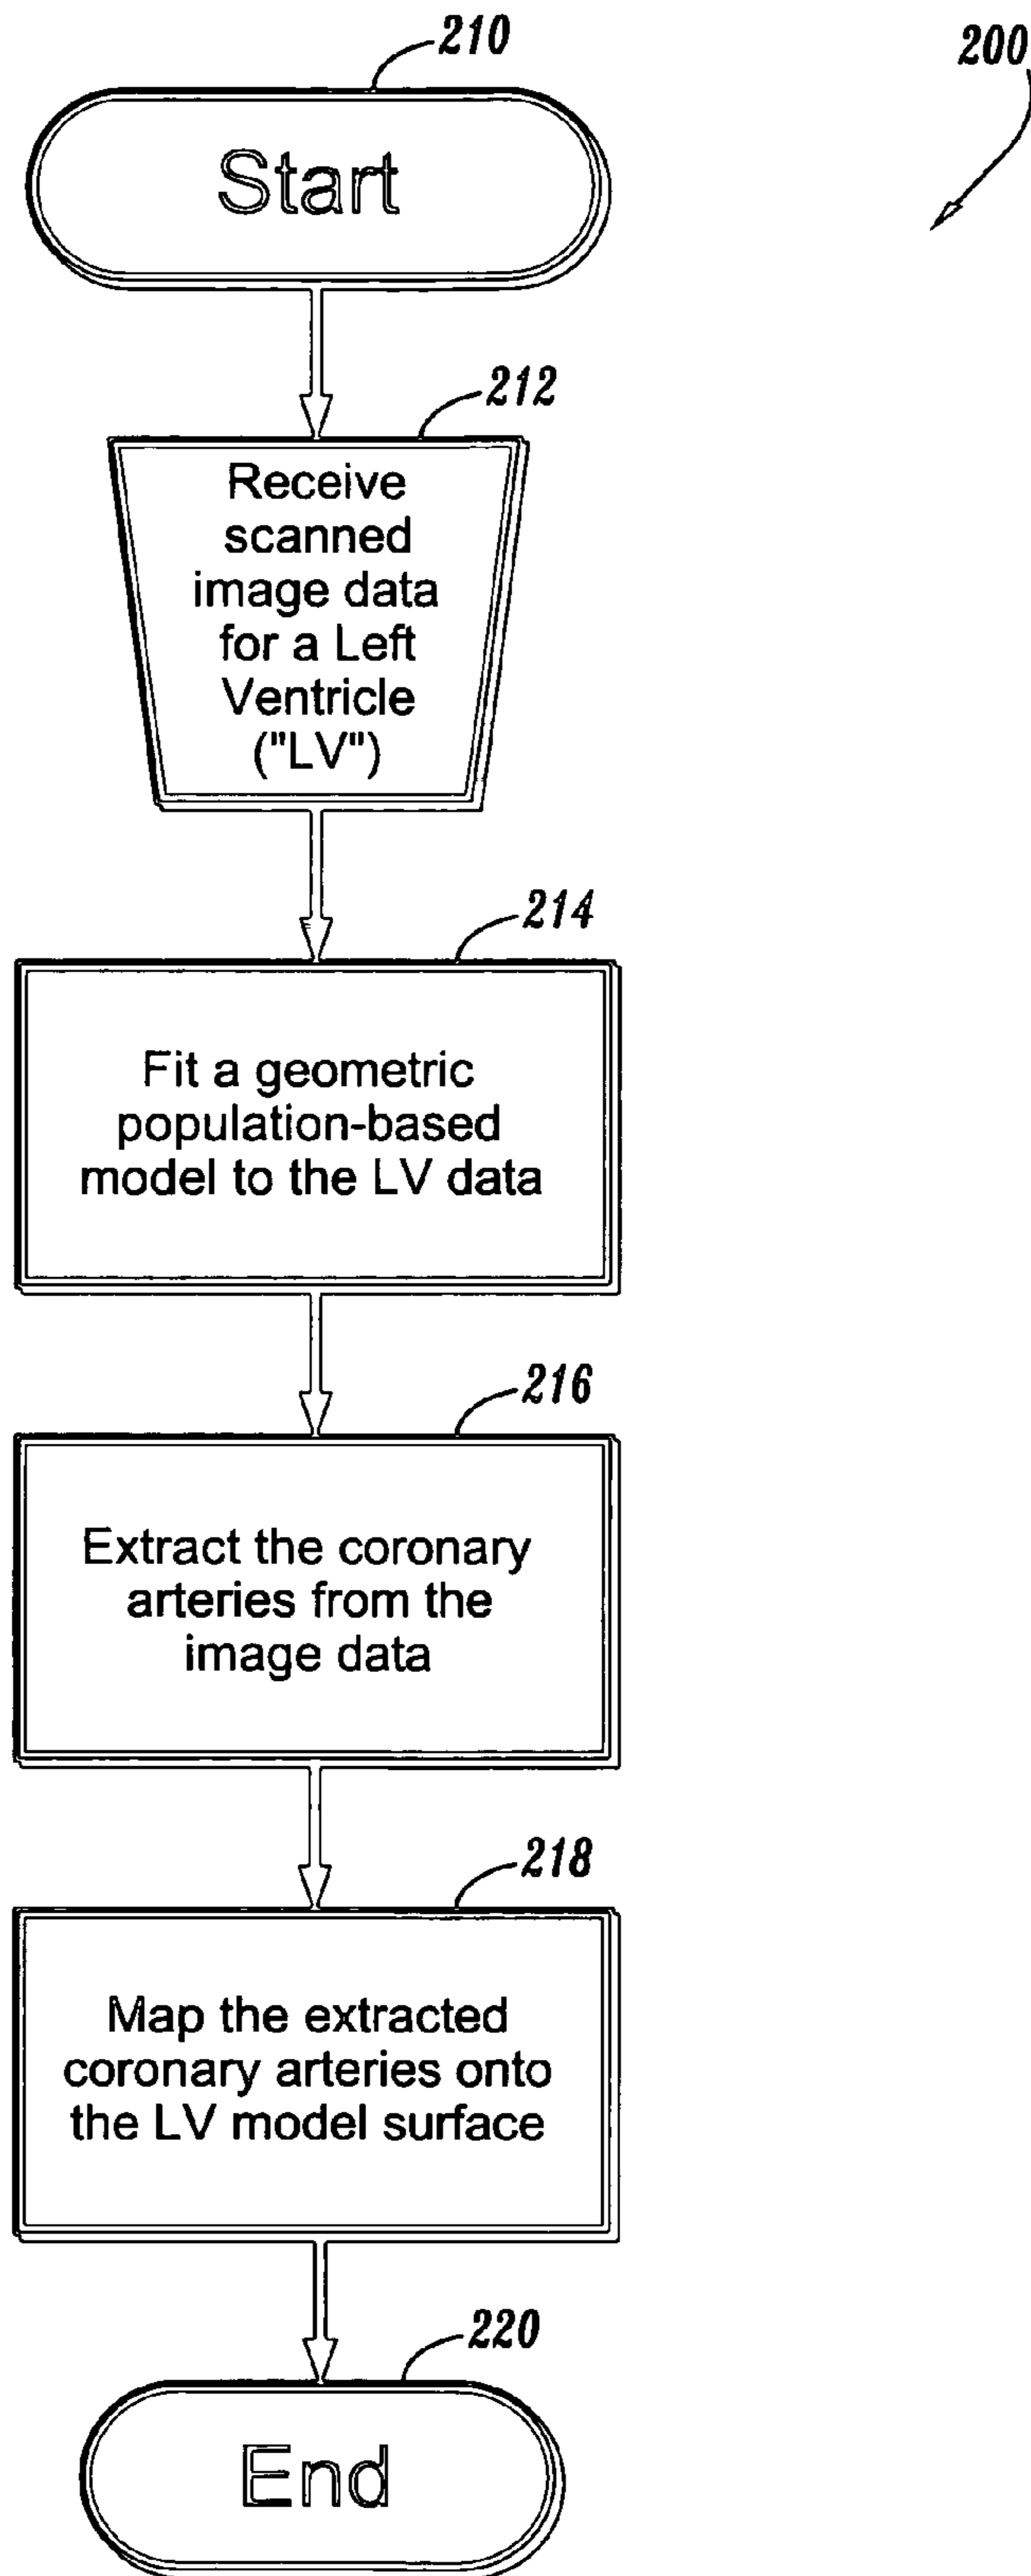 210
200
Start
212
Receive
scanned
image data
for a Left
Ventricle
("LV")
214
Fit a geometric
population-based
model to the LV data
216
Extract the coronary
arteries from the
image data
218
Map the extracted
coronary arteries onto
the LV model surface
220
End